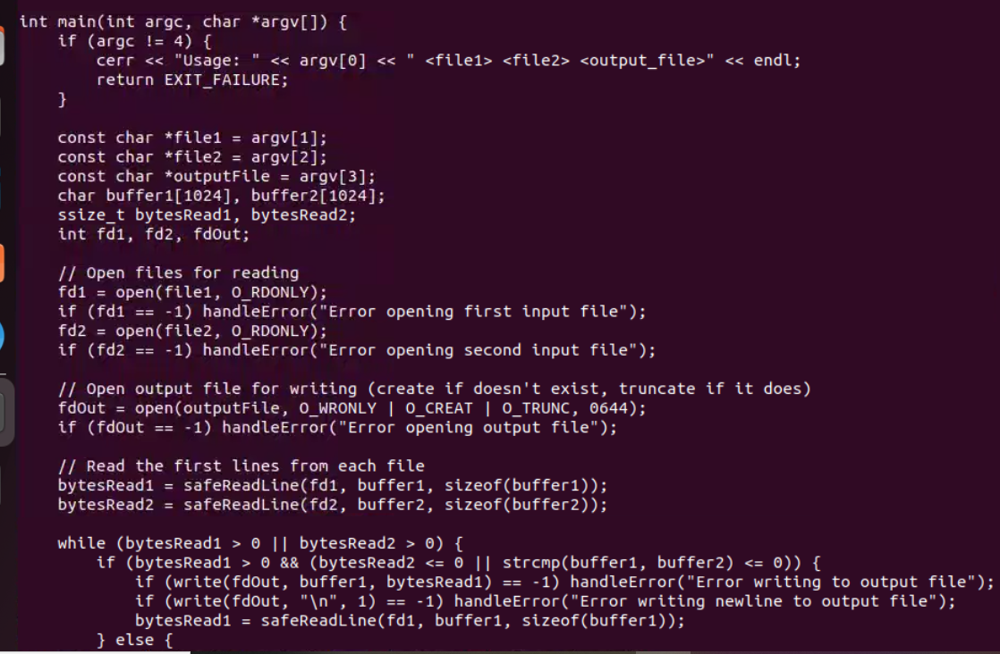 int main(int argc, char *argv[]) {
    if (argc != 4) {
        cerr << "Usage: " << argv[0] << " <file1> <file2> <output_file>" << endl;
        return EXIT_FAILURE;
    }

    const char *file1 = argv[1];
    const char *file2 = argv[2];
    const char *outputFile = argv[3];
    char buffer1[1024], buffer2[1024];
    ssize_t bytesRead1, bytesRead2;
    int fd1, fd2, fdOut;

    // Open files for reading
    fd1 = open(file1, O_RDONLY);
    if (fd1 == -1) handleError("Error opening first input file");
    fd2 = open(file2, O_RDONLY);
    if (fd2 == -1) handleError("Error opening second input file");

    // Open output file for writing (create if doesn't exist, truncate if it does)
    fdOut = open(outputFile, O_WRONLY | O_CREAT | O_TRUNC, 0644);
    if (fdOut == -1) handleError("Error opening output file");

    // Read the first lines from each file
    bytesRead1 = safeReadLine(fd1, buffer1, sizeof(buffer1));
    bytesRead2 = safeReadLine(fd2, buffer2, sizeof(buffer2));

    while (bytesRead1 > 0 || bytesRead2 > 0) {
        if (bytesRead1 > 0 && (bytesRead2 <= 0 || strcmp(buffer1, buffer2) <= 0)) {
            if (write(fdOut, buffer1, bytesRead1) == -1) handleError("Error writing to output file");
            if (write(fdOut, "\n", 1) == -1) handleError("Error writing newline to output file");
            bytesRead1 = safeReadLine(fd1, buffer1, sizeof(buffer1));
        } else {